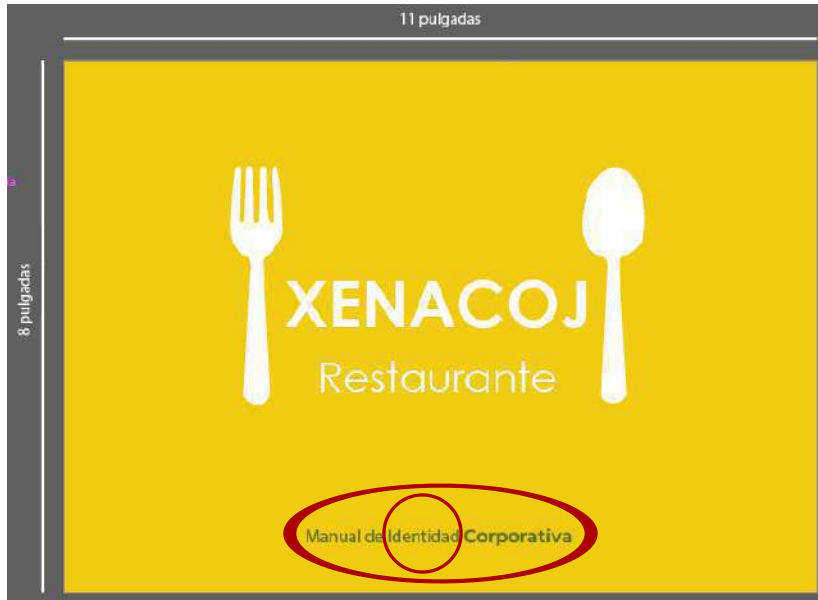 11 pulgadas
8 pulgadas
XENACOJ
Restaurante
Manual de Identidad Corporativa